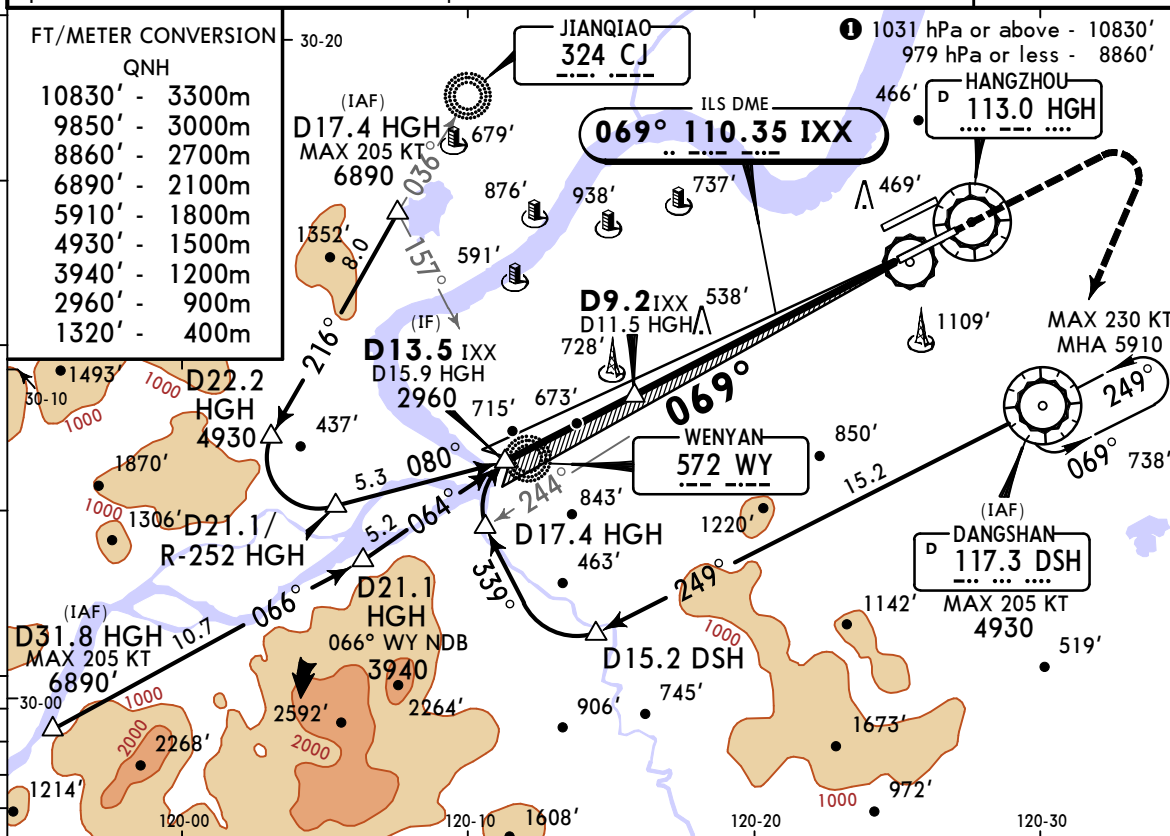 FT/METER CONVERSION
QNH
10830′ - 3300m
9850′ - 3000m
8860′ - 2700m
6890′ - 2100m
5910′ - 1800m
4930′ - 1500m
3940′ - 1200m
2960′ - 900m
1320′ - 400m
30-20
JIANQIAO
324 CJ
1 1031 hPa or above - 10830′
979 hPa or less - 8860′
HANGZHOU
D 113.0 HGH
466′
ILS DME
069° 110.35 IXX
(IAF)
D17.4 HGH
MAX 205 KT
6890
679′
036°
157°
876′
938′
737′
469′
591′
1352′
8.0
216°
(IF)
D13.5 IXX
D15.9 HGH
2960
D9.2 IXX
D11.5 HGH
538′
728′
1109′
MAX 230 KT
MHA 5910
249°
069°
738′
069°
1493′
1000
30-10
1000
D22.2
HGH
4930
437′
715′
673′
WENYAN
572 WY
850′
15.2
1870′
1000
1306′
5.3
080°
D21.1/
R-252 HGH
5.2
064°
244°
843′
D17.4 HGH
463′
339°
1220′
249°
(IAF)
DANGSHAN
D 117.3 DSH
MAX 205 KT
4930
(IAF)
D31.8 HGH
MAX 205 KT
6890′
10.7
066°
D21.1
HGH
066° WY NDB
3940
D15.2 DSH
1000
1142′
519′
30-00
1000
2000
2268′
2592′
2000
2264′
906′
745′
1673′
1214′
1608′
1000
972′
120-00
120-10
120-20
120-30